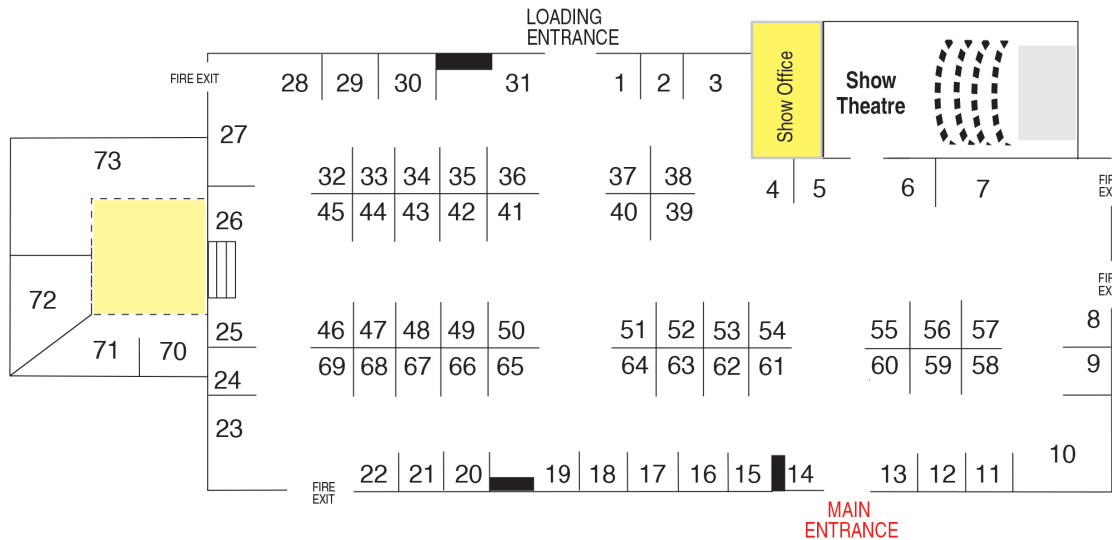 LOADING
ENTRANCE
FIRE EXIT
28 29 30 31 1 2 3
Show Office
Show
Theatre
27
73
32 33 34 35 36 37 38
4 5 6 7
FIR
EXI
45 44 43 42 41 40 39
26
72
FIR
EXI
25
46 47 48 49 50 51 52 53 54 55 56 57
8
71 70
69 68 67 66 65 64 63 62 61 60 59 58
9
24
23
22 21 20 19 18 17 16 15 14 13 12 11
10
FIRE
EXIT
MAIN
ENTRANCE